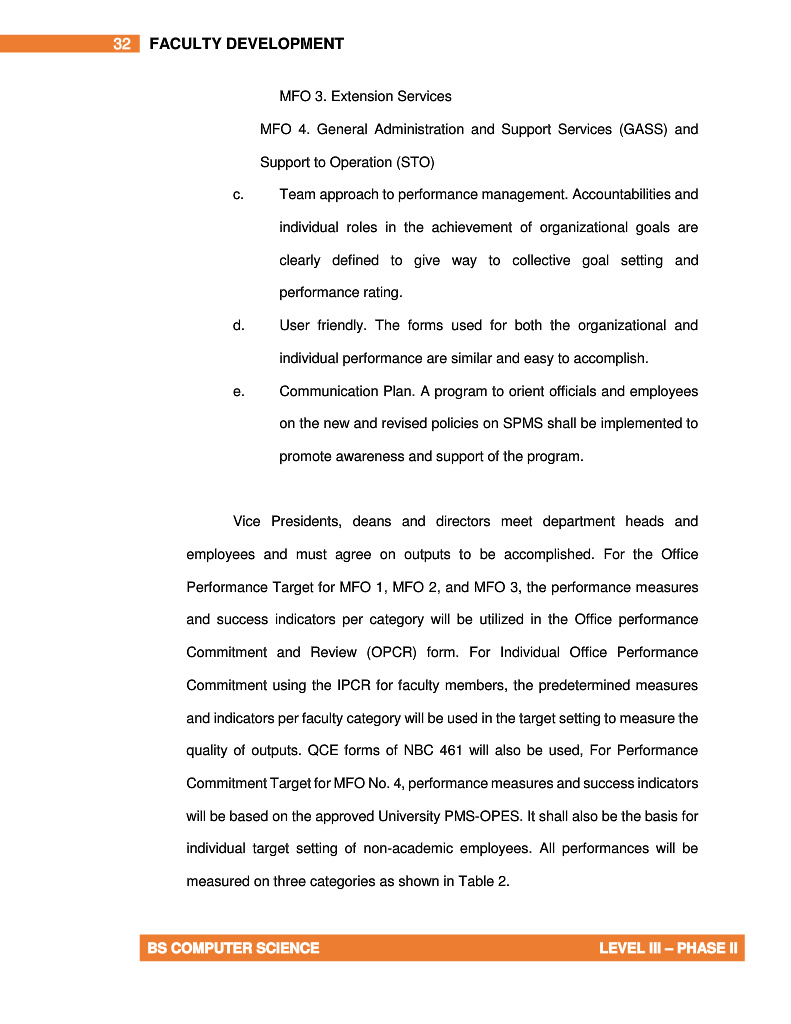 32 FACULTY DEVELOPMENT
MFO 3. Extension Services
MFO 4. General Administration and Support Services (GASS) and
Support to Operation (STO)
c. Team approach to performance management. Accountabilities and
individual roles in the achievement of organizational goals are
clearly defined to give way to collective goal setting and
performance rating.
d. User friendly. The forms used for both the organizational and
individual performance are similar and easy to accomplish.
e. Communication Plan. A program to orient officials and employees
on the new and revised policies on SPMS shall be implemented to
promote awareness and support of the program.
Vice Presidents, deans and directors meet department heads and
employees and must agree on outputs to be accomplished. For the Office
Performance Target for MFO 1, MFO 2, and MFO 3, the performance measures
and success indicators per category will be utilized in the Office performance
Commitment and Review (OPCR) form. For Individual Office Performance
Commitment using the IPCR for faculty members, the predetermined measures
and indicators per faculty category will be used in the target setting to measure the
quality of outputs. QCE forms of NBC 461 will also be used, For Performance
Commitment Target for MFO No. 4, performance measures and success indicators
will be based on the approved University PMS-OPES. It shall also be the basis for
individual target setting of non-academic employees. All performances will be
measured on three categories as shown in Table 2.
BS COMPUTER SCIENCE LEVEL III – PHASE II